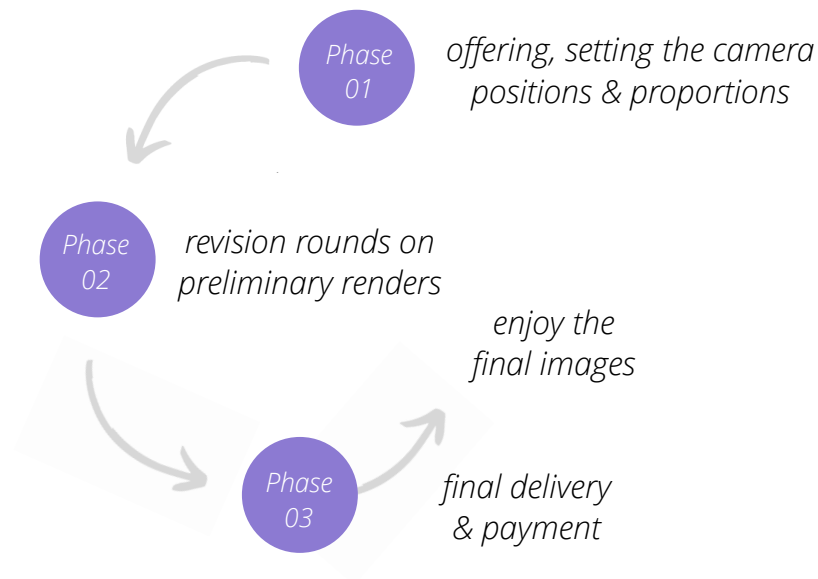 Phase
01
offering, setting the camera
positions & proportions
Phase
02
revision rounds on
preliminary renders
enjoy the
final images
Phase
03
final delivery
& payment